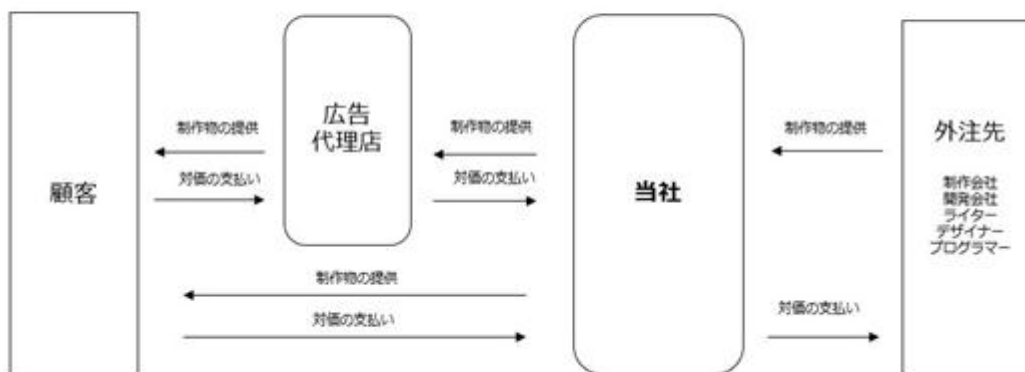 顧客
制作物の提供
対価の支払い
広告
代理店
制作物の提供
対価の支払い
制作物の提供
対価の支払い
当社
制作物の提供
対価の支払い
外注先
制作会社
開発会社
ライター
デザイナー
プログラマー